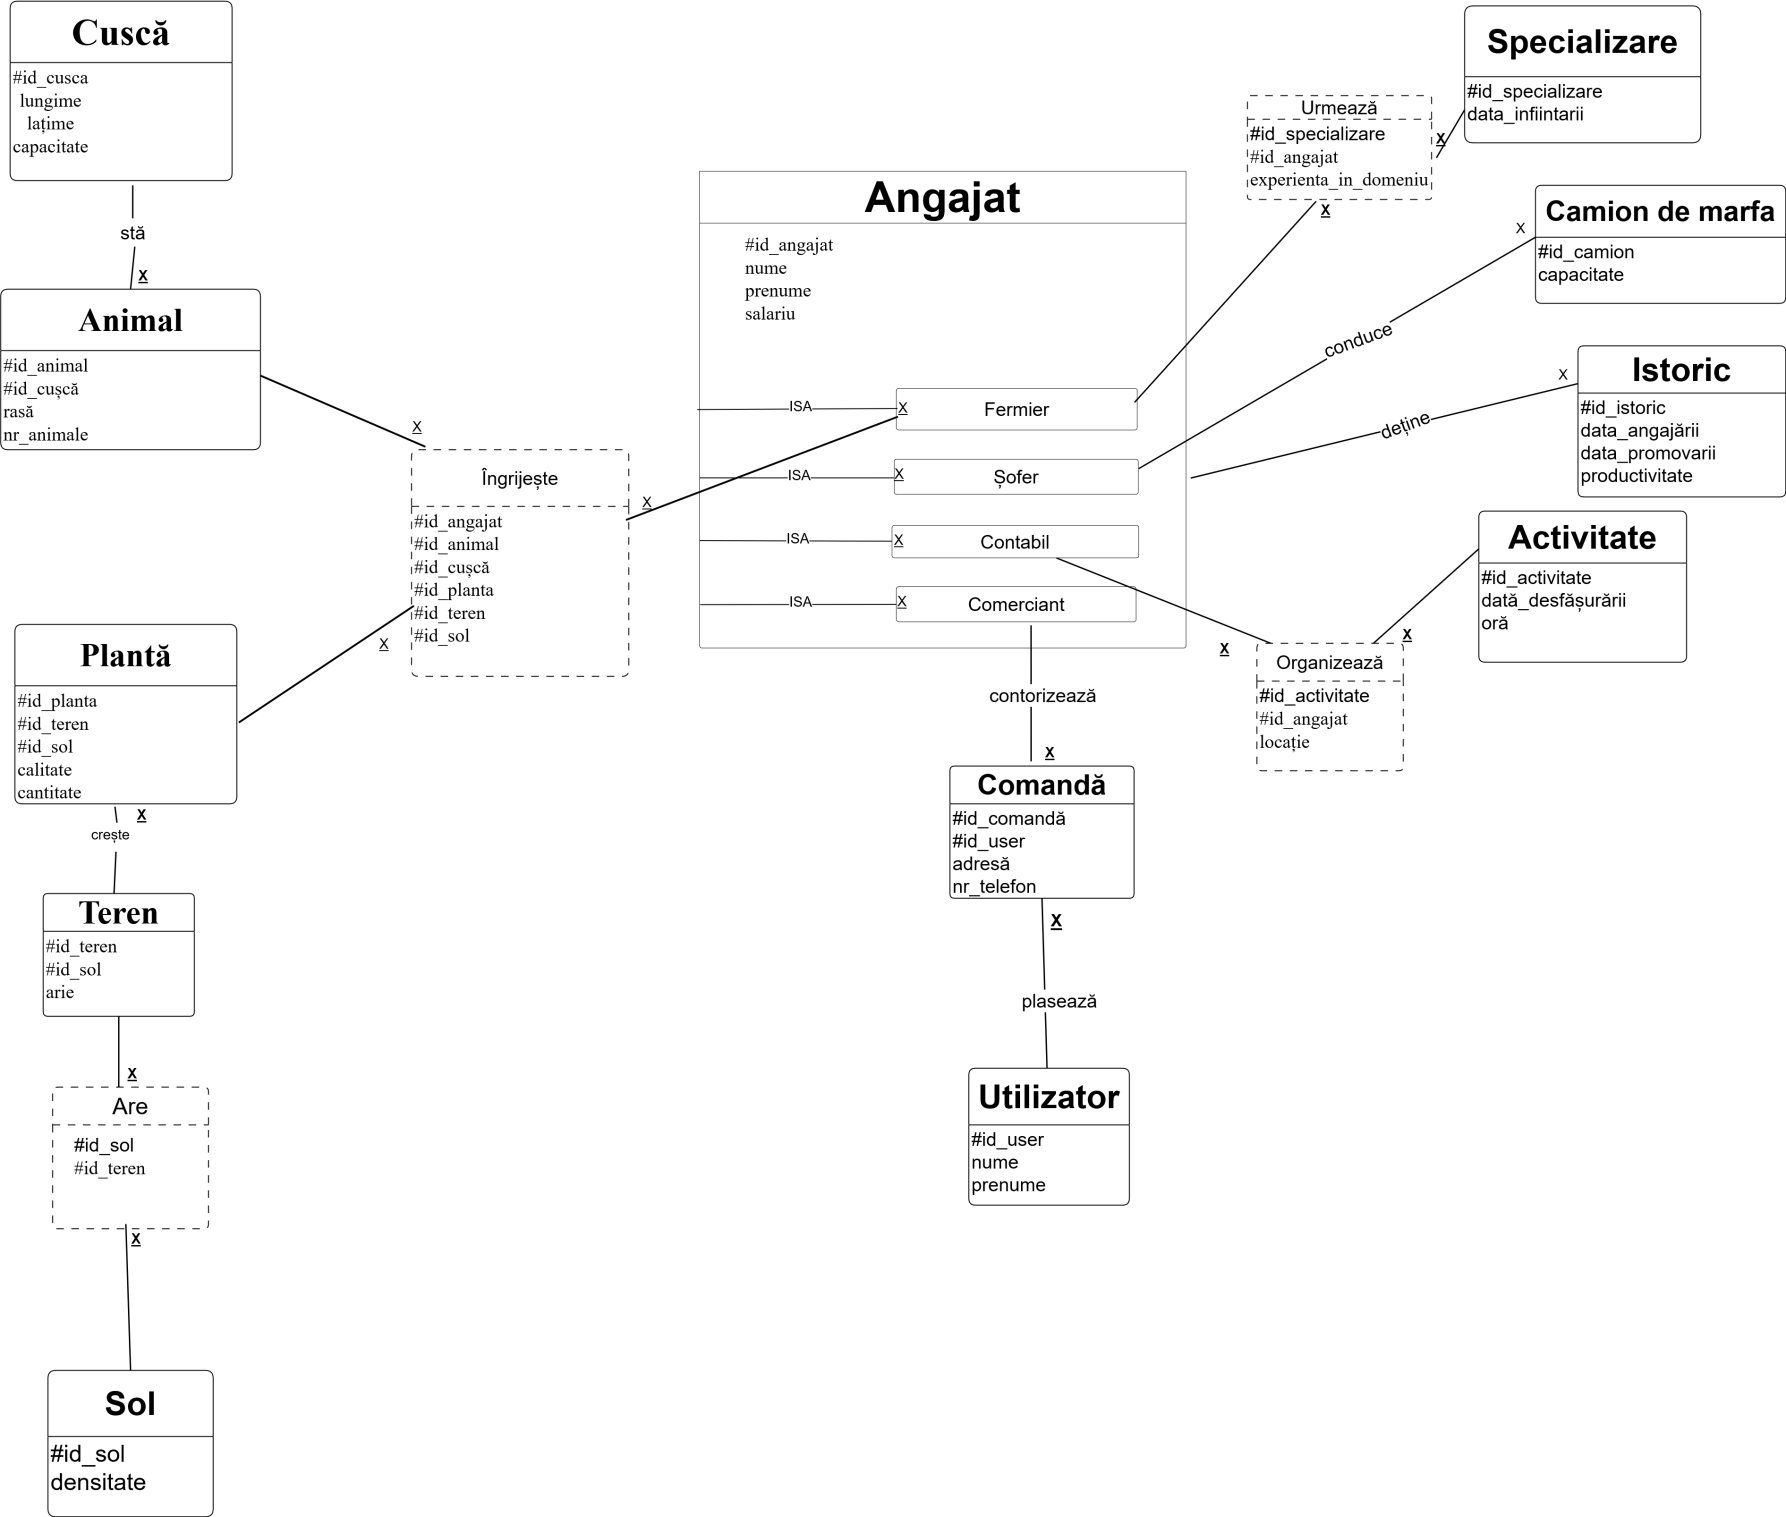 Cuscă
#id_cusca
lungime
lațime
capacitate
stă
X
Animal
#id_animal
#id_cușcă
rasă
nr_animale
X
Îngrijește
#id_angajat
#id_animal
#id_cușcă
#id_planta
#id_teren
#id_sol
X
X
Plantă
#id_planta
#id_teren
#id_sol
calitate
cantitate
X
crește
Teren
#id_teren
#id_sol
arie
X
Are
#id_sol
#id_teren
X
Sol
#id_sol
densitate
Angajat
#id_angajat
nume
prenume
salariu
ISA
X
Fermier
ISA
X
Șofer
ISA
X
Contabil
ISA
X
Comerciant
contorizează
X
Comandă
#id_comandă
#id_user
adresă
nr_telefon
X
plasează
Utilizator
#id_user
nume
prenume
Urmează
#id_specializare
#id_angajat
experienta_in_domeniu
X
X
Specializare
#id_specializare
data_infiintarii
conduce
X
Camion de marfa
#id_camion
capacitate
deține
X
Istoric
#id_istoric
data_angajării
data_promovarii
productivitate
Activitate
#id_activitate
dată_desfășurării
oră
X
X
Organizează
#id_activitate
#id_angajat
locație